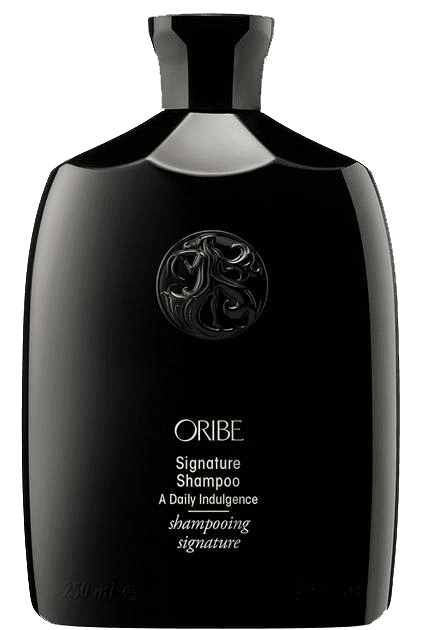 ORIBE
Signature
Shampoo
A Daily Indulgence
shampooing
signature
250 ml